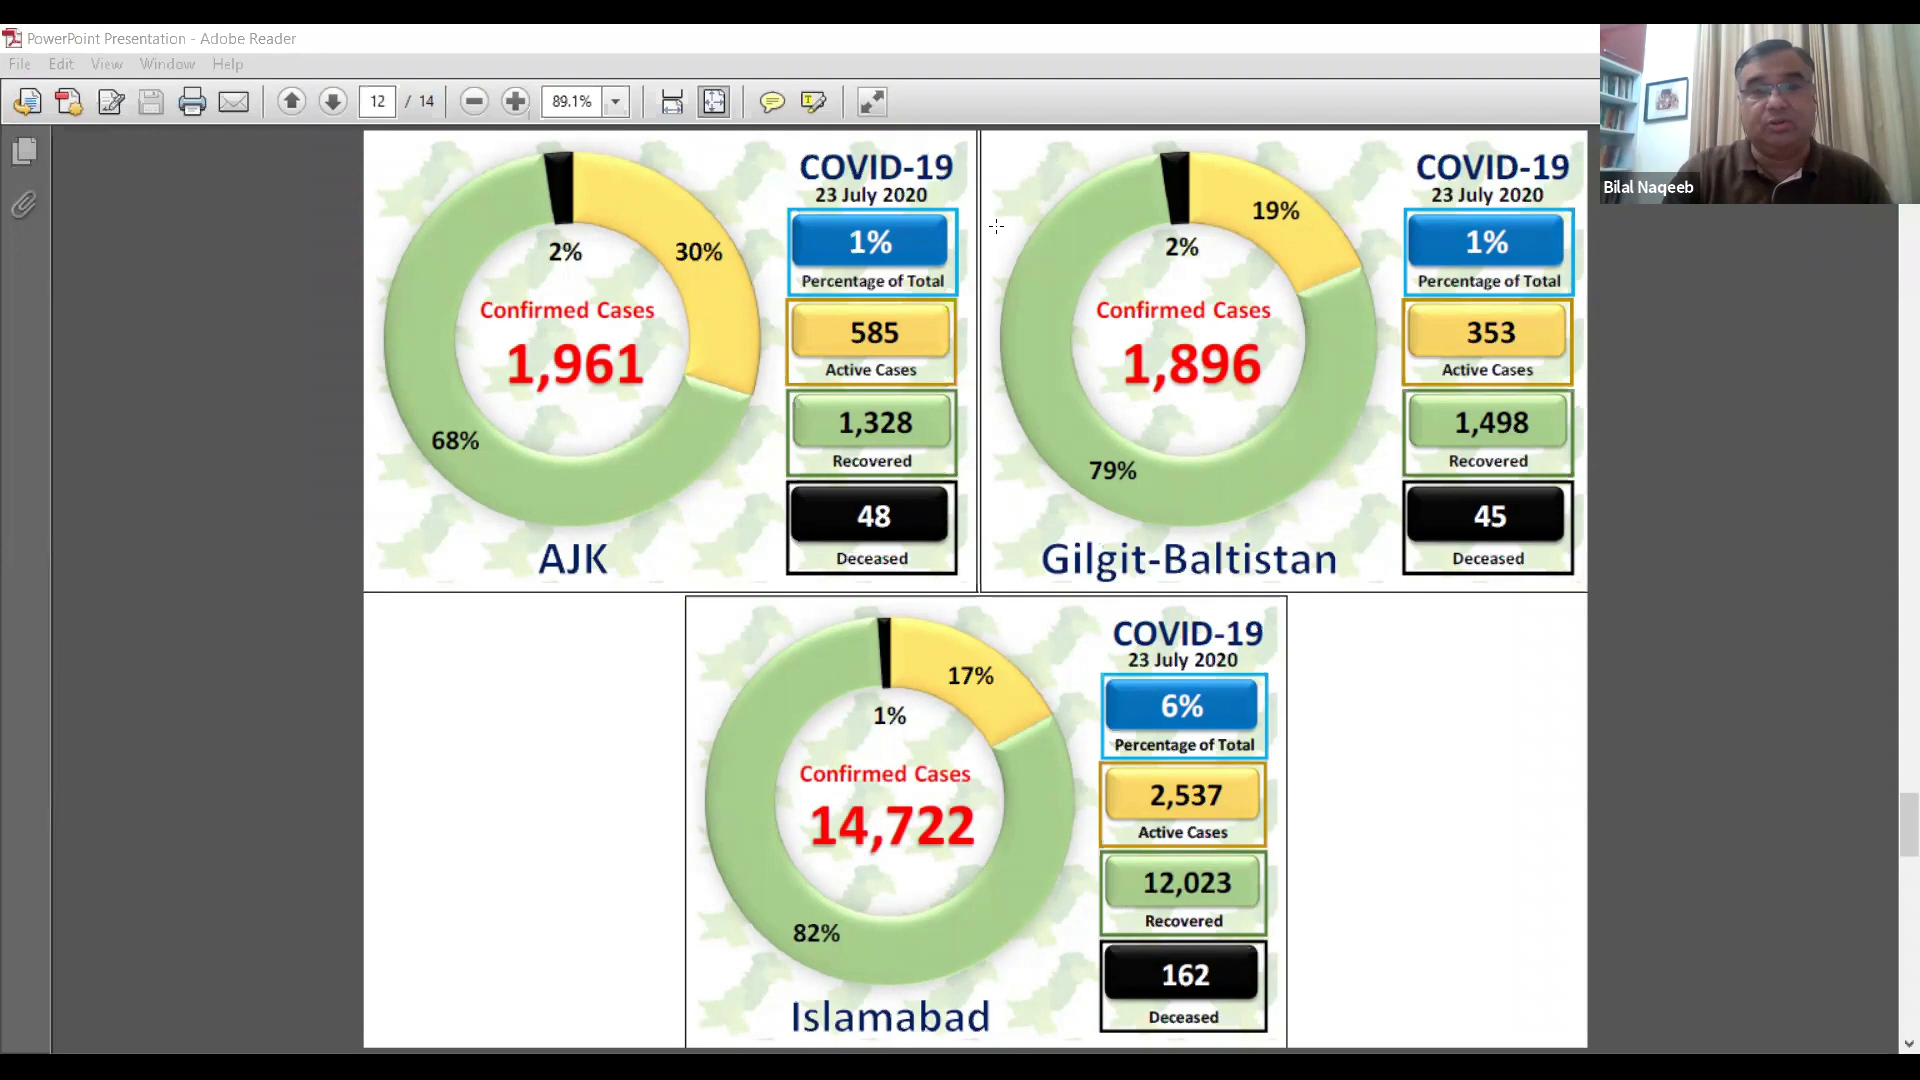 PowerPoint Presentation - Adobe Reader
File Edit View Window Help
12 / 14 89.1%
Bilal Naqeeb
COVID-19
23 July 2020
1%
Percentage of Total
585
Active Cases
1,328
Recovered
48
Deceased
2%
30%
68%
Confirmed Cases
1,961
AJK
COVID-19
23 July 2020
1%
Percentage of Total
353
Active Cases
1,498
Recovered
45
Deceased
19%
2%
79%
Confirmed Cases
1,896
Gilgit-Baltistan
COVID-19
23 July 2020
6%
Percentage of Total
2,537
Active Cases
12,023
Recovered
162
Deceased
17%
1%
82%
Confirmed Cases
14,722
Islamabad